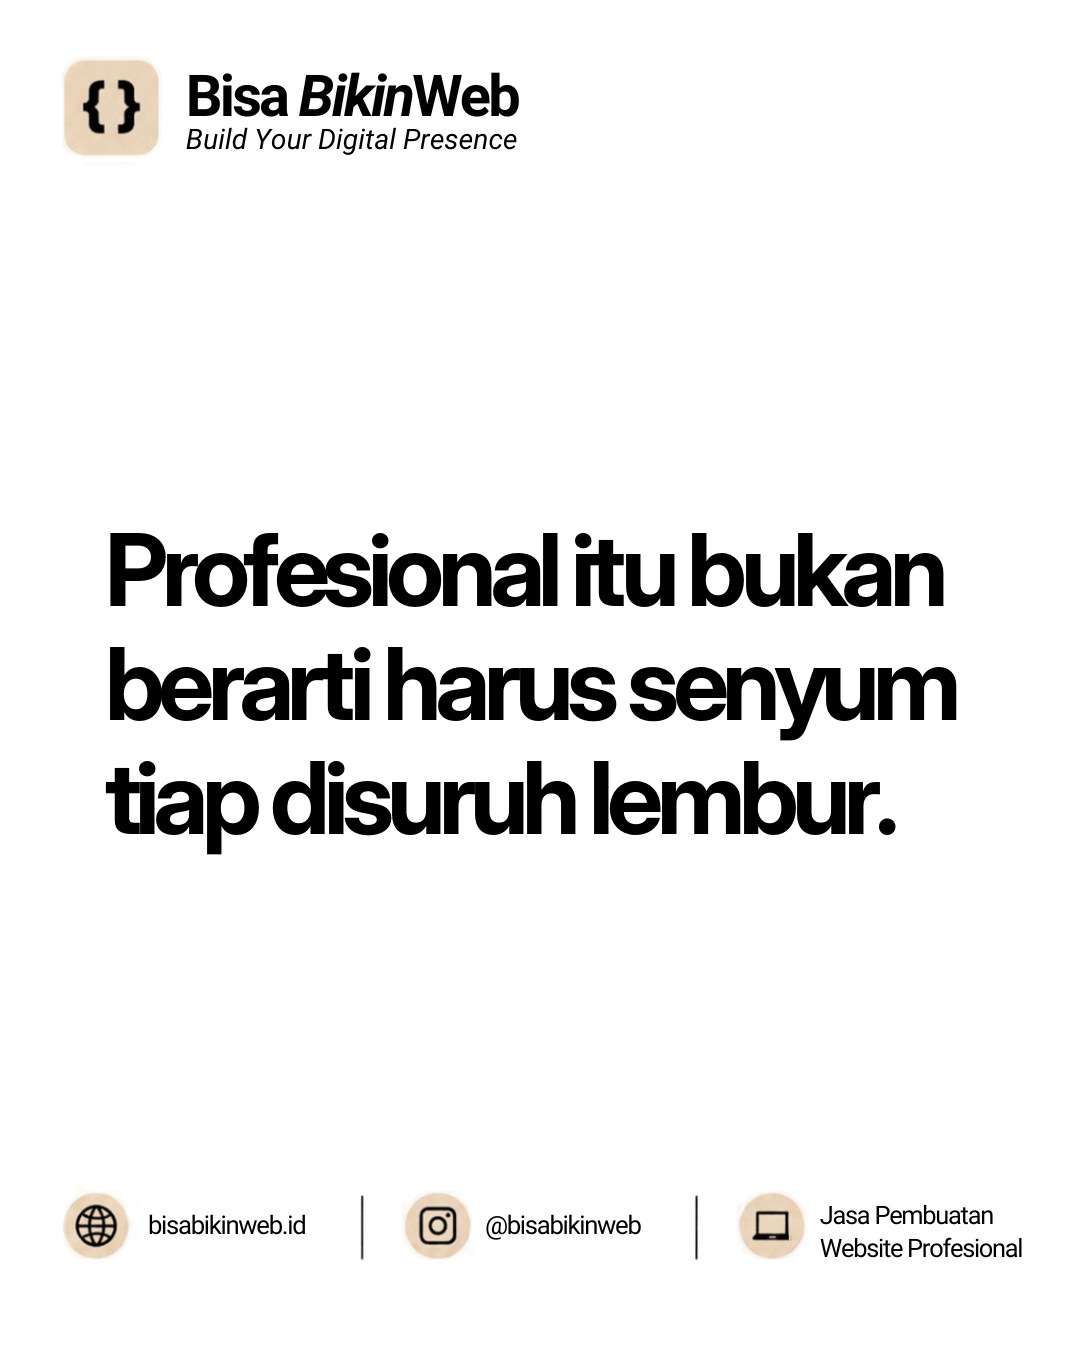 { }
Bisa BikinWeb
Build Your Digital Presence
Profesional itu bukan
berarti harus senyum
tiap disuruh lembur.
bisabikinweb.id
@bisabikinweb
Jasa Pembuatan
Website Profesional